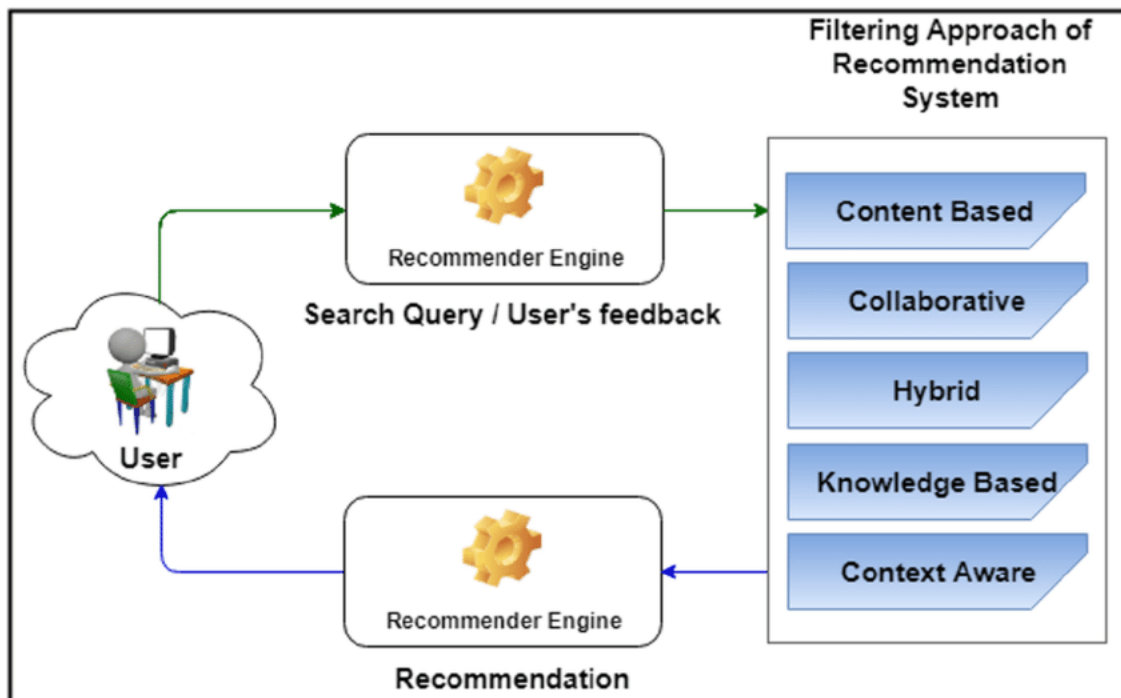 Filtering Approach of
Recommendation
System
Recommender Engine
Search Query / User's feedback
Content Based
Collaborative
Hybrid
Knowledge Based
Context Aware
User
Recommender Engine
Recommendation